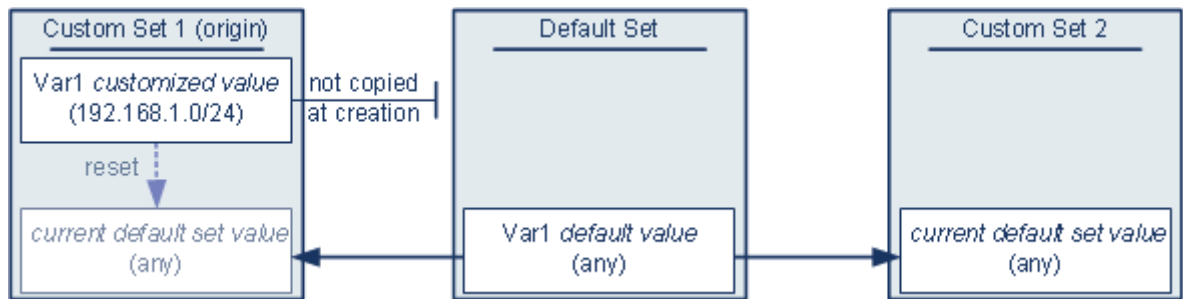 Custom Set 1 (origin)
Var1 customized value
(192.168.1.0/24)
not copied
at creation
reset
current default set value
(any)
Default Set
Var1 default value
(any)
Custom Set 2
current default set value
(any)